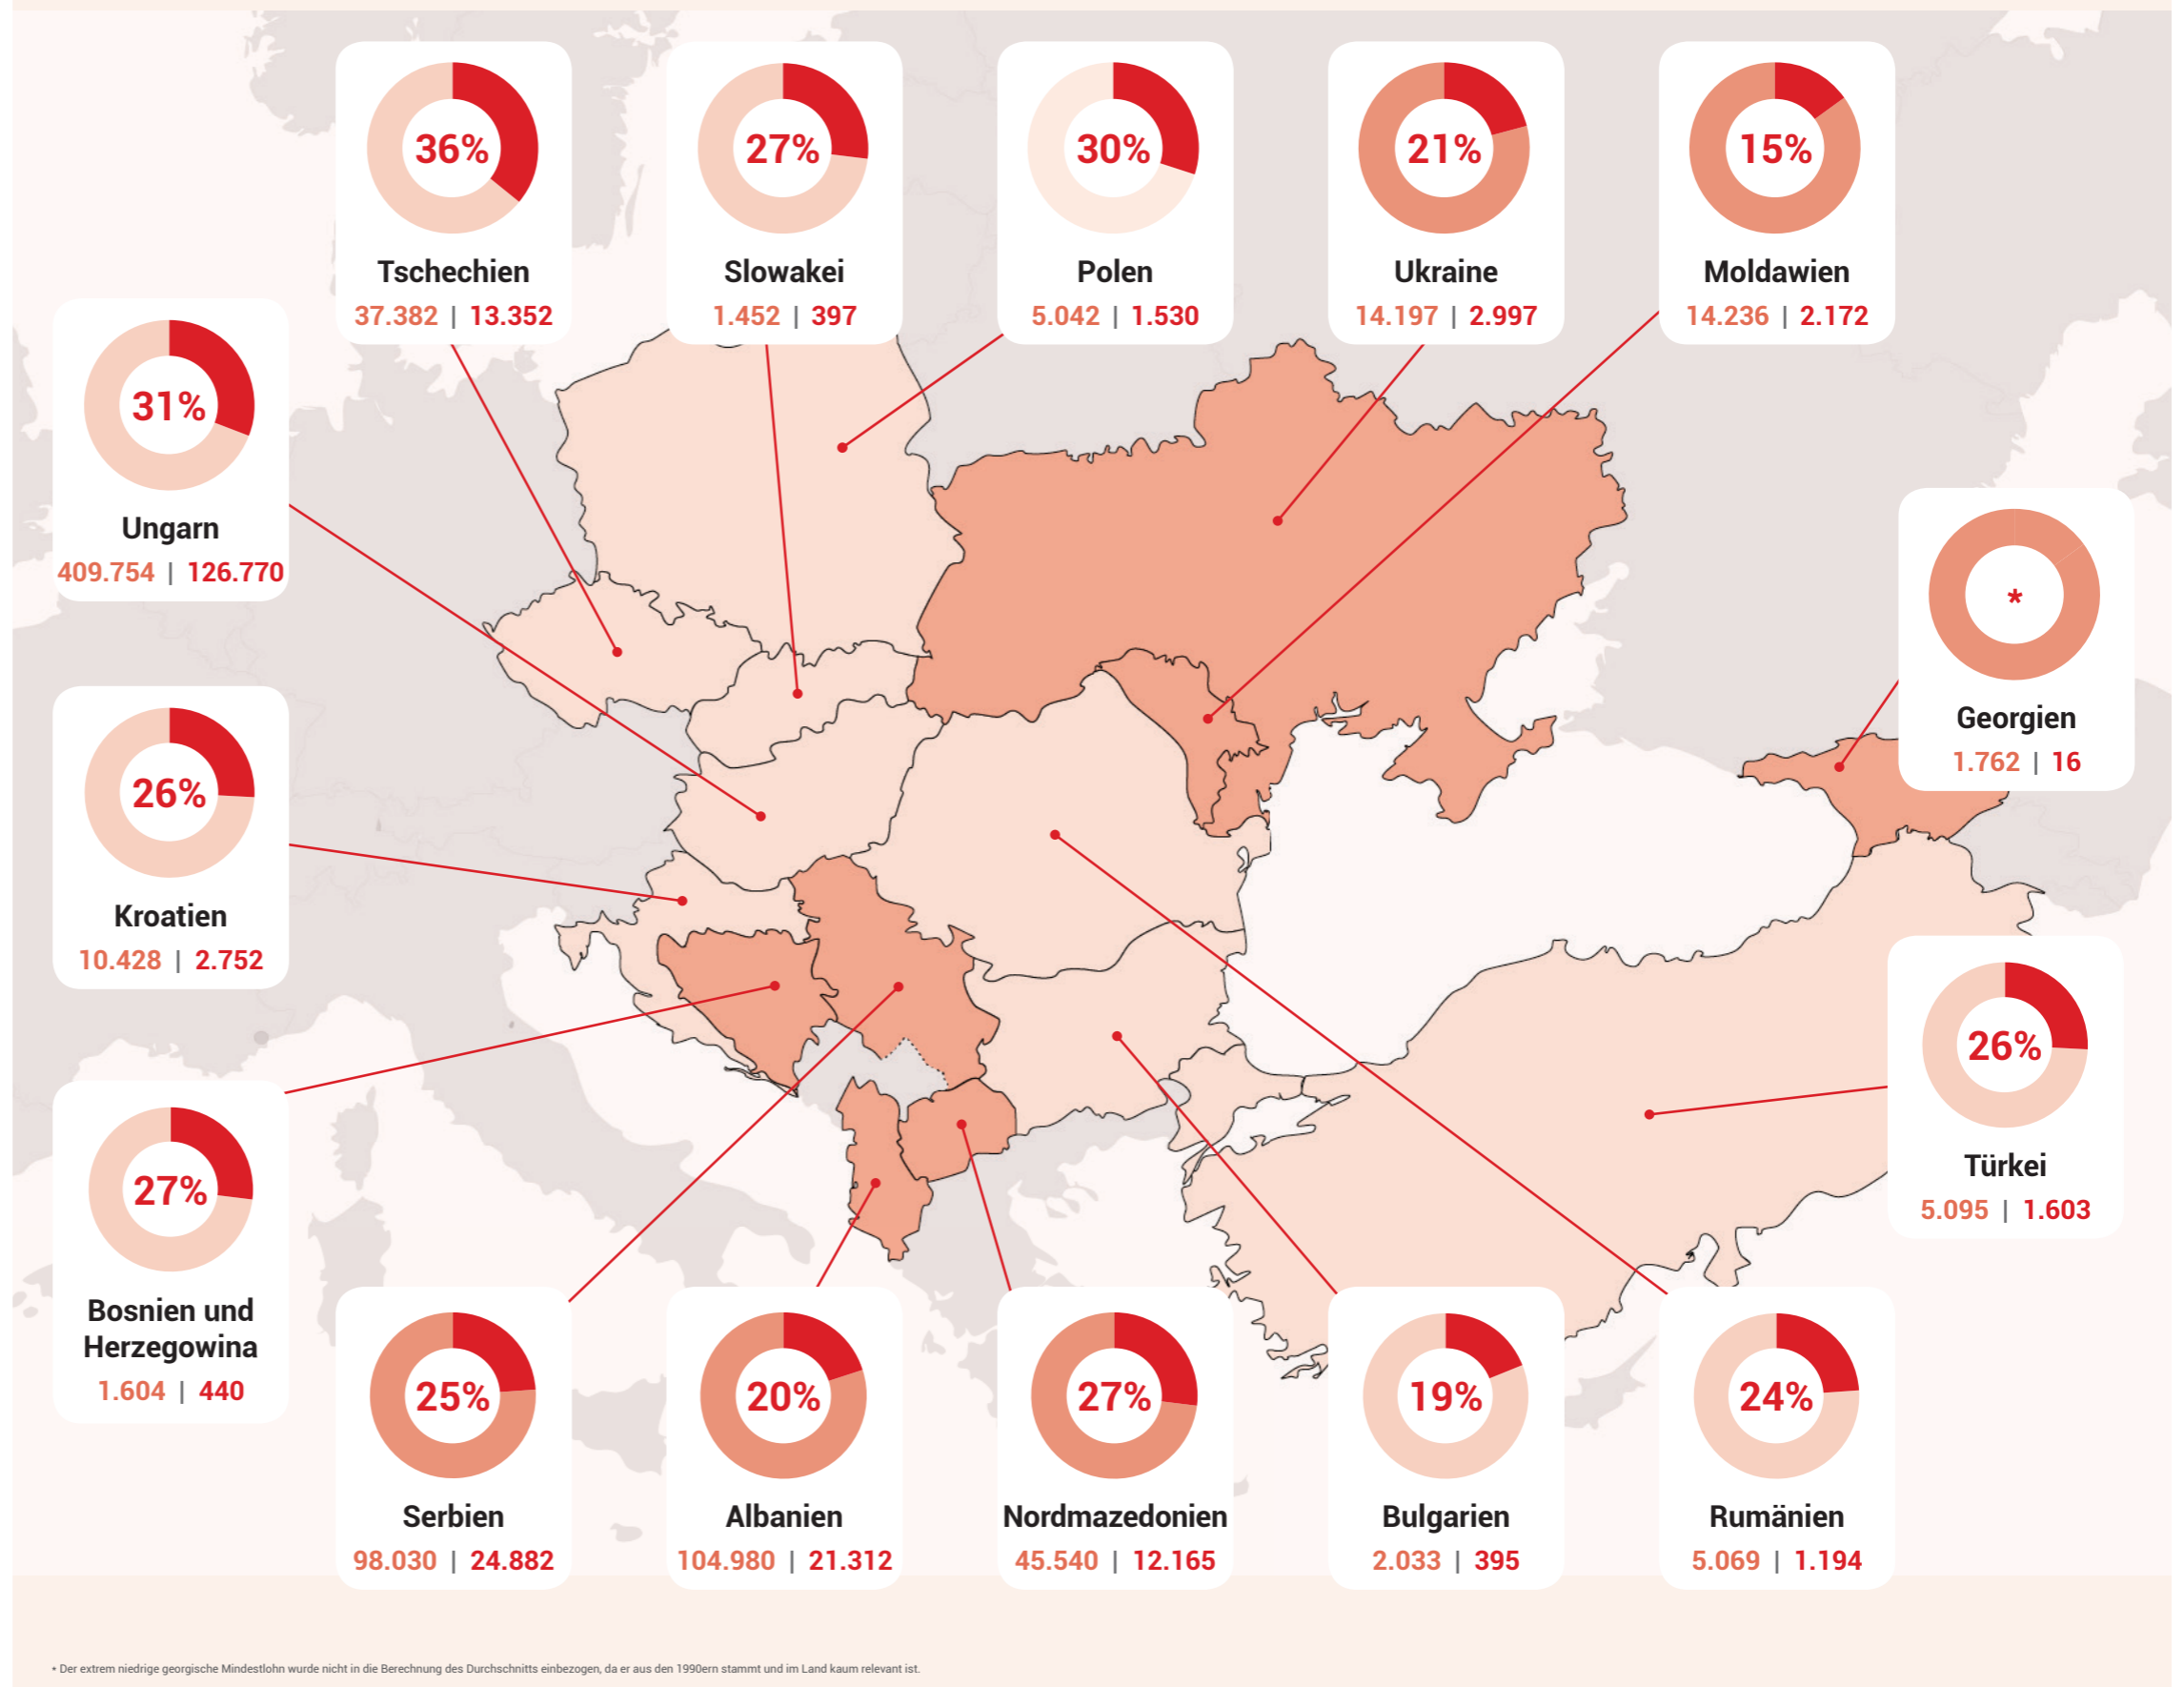 36%
Tschechien
37.382 | 13.352
27%
Slowakei
1.452 | 397
30%
Polen
5.042 | 1.530
21%
Ukraine
14.197 | 2.997
15%
Moldawien
14.236 | 2.172
31%
Ungarn
409.754 | 126.770
*
Georgien
1.762 | 16
26%
Kroatien
10.428 | 2.752
26%
Türkei
5.095 | 1.603
27%
Bosnien und
Herzegowina
1.604 | 440
25%
Serbien
98.030 | 24.882
20%
Albanien
104.980 | 21.312
27%
Nordmazedonien
45.540 | 12.165
19%
Bulgarien
2.033 | 395
24%
Rumänien
5.069 | 1.194
* Der extrem niedrige georgische Mindestlohn wurde nicht in die Berechnung des Durchschnitts einbezogen, da er aus den 1990ern stammt und im Land kaum relevant ist.